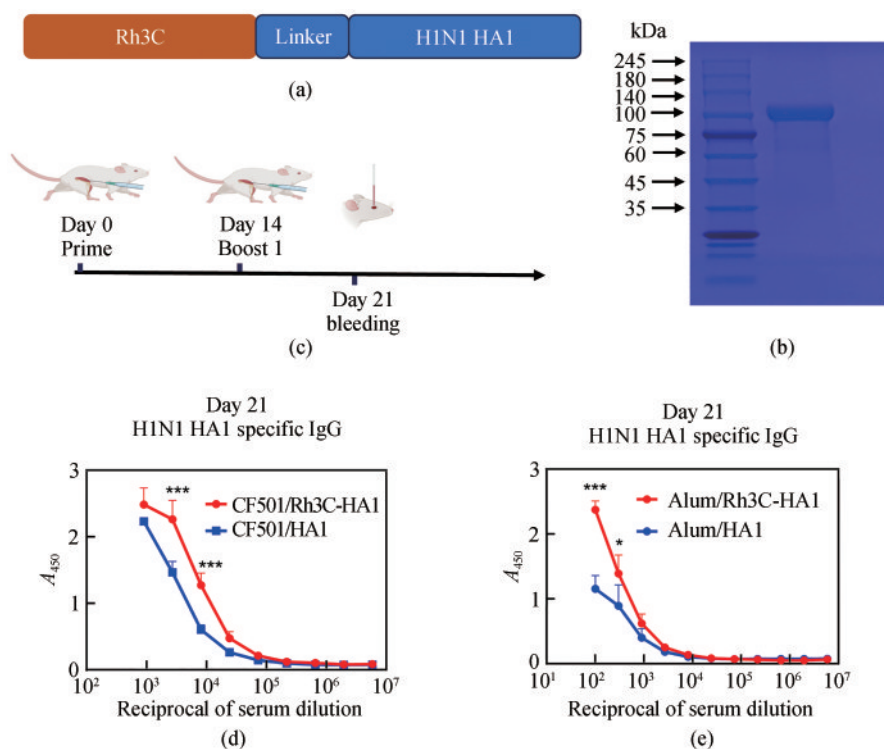 Rh3C Linker H1N1 HA1
(a)
kDa
245
180
140
100
75
60
45
35
(b)
Day 0
Prime
Day 14
Boost 1
Day 21
bleeding
(c)
Day 21
H1N1 HA1 specific IgG
3
2
1
0
A450
***
***
CF501/Rh3C-HA1
CF501/HA1
10² 10³ 10⁴ 10⁵ 10⁶ 10⁷
Reciprocal of serum dilution
(d)
Day 21
H1N1 HA1 specific IgG
3
2
1
0
A450
***
*
Alum/Rh3C-HA1
Alum/HA1
10¹ 10² 10³ 10⁴ 10⁵ 10⁶ 10⁷
Reciprocal of serum dilution
(e)